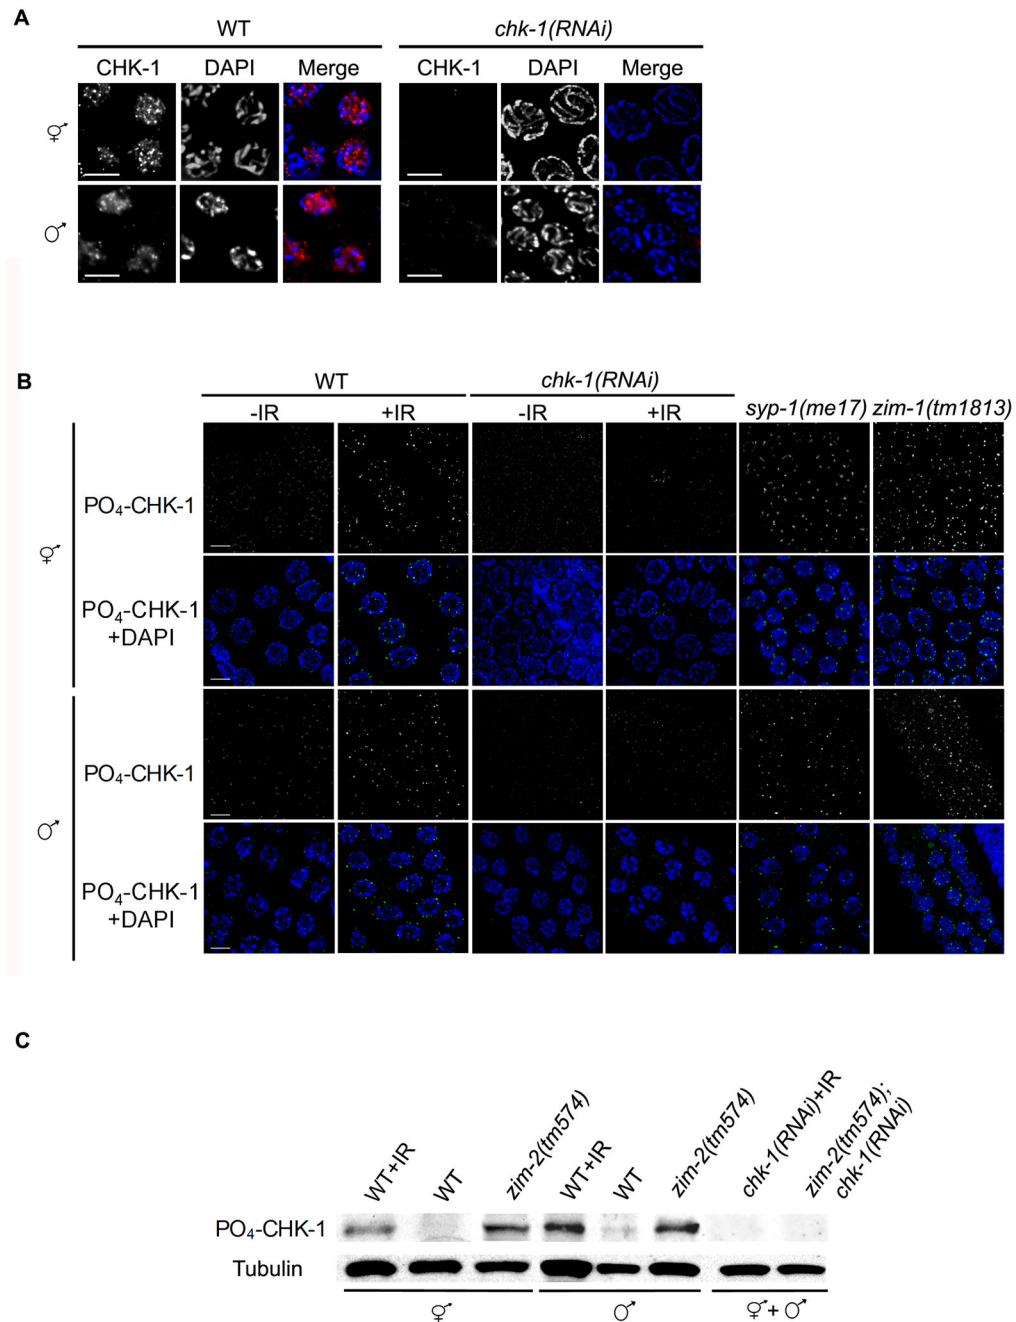 A
WT chk-1(RNAi)
CHK-1 DAPI Merge CHK-1 DAPI Merge
⚥
♂
B
WT chk-1(RNAi)
-IR +IR -IR +IR syp-1(me17) zim-1(tm1813)
PO₄-CHK-1
⚥
PO₄-CHK-1
+DAPI
PO₄-CHK-1
♂
PO₄-CHK-1
+DAPI
C
WT+IR WT zim-2(tm574) WT+IR WT zim-2(tm574) chk-1(RNAi)+IR zim-2(tm574);
chk-1(RNAi)
PO₄-CHK-1
Tubulin
⚥ ♂ ⚥+♂